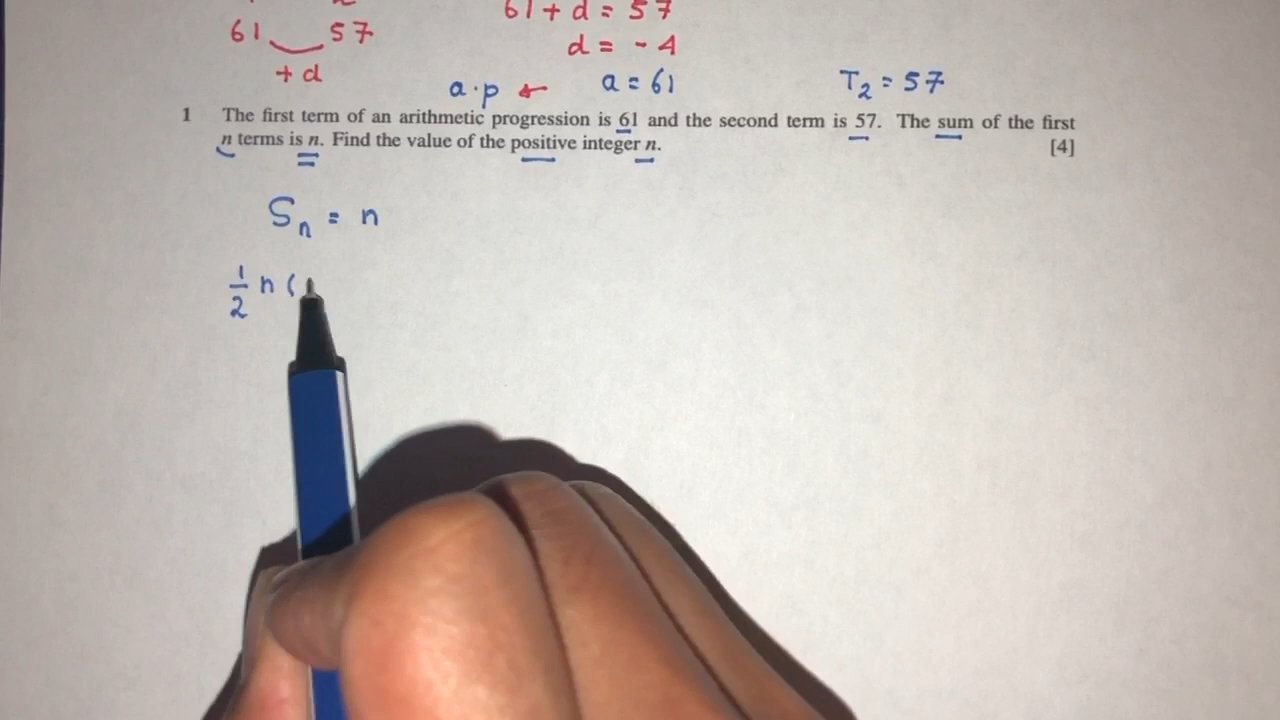 61 + d = 57
61 57
d = - 4
+ d
a.p a = 61 T2 = 57
1 The first term of an arithmetic progression is 61 and the second term is 57. The sum of the first
n terms is n. Find the value of the positive integer n. [4]
Sn = n
1/2 n (